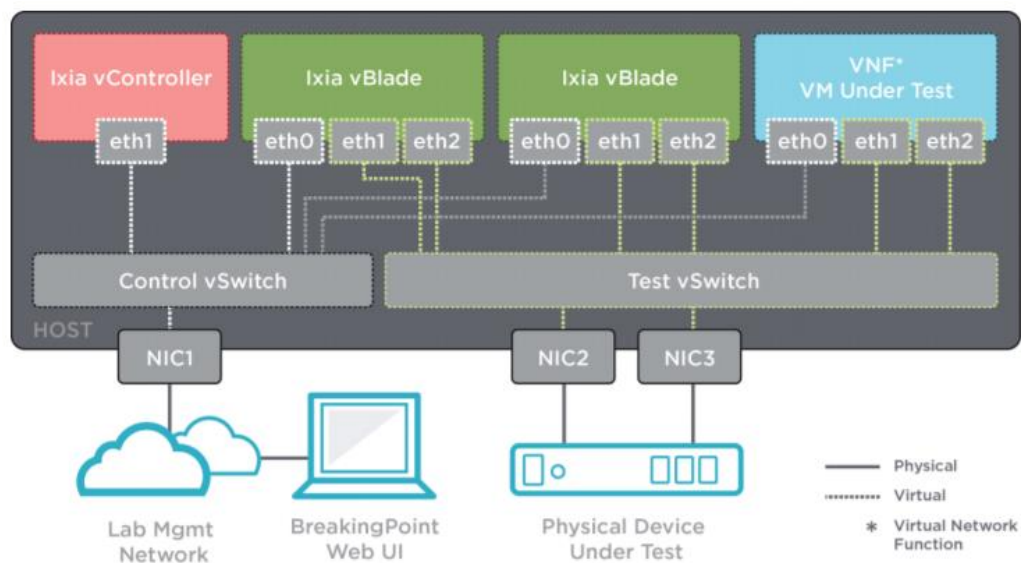 Ixia vController
Ixia vBlade
Ixia vBlade
VNF*
VM Under Test
eth1
eth0
eth1
eth2
eth0
eth1
eth2
eth0
eth1
eth2
Control vSwitch
Test vSwitch
HOST
NIC1
NIC2
NIC3
Lab Mgmt
Network
BreakingPoint
Web UI
Physical Device
Under Test
Physical
Virtual
* Virtual Network
Function